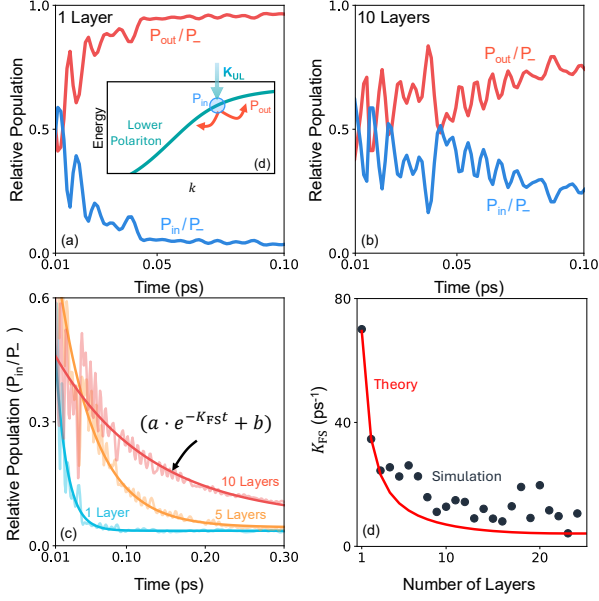 1 Layer
P_out/P_-
K_UL
P_in
P_out
Lower
Polariton
Energy
k
(d)
P_in/P_-
(a)
Relative Population
1.0
0.5
0.0
0.01
0.05
0.10
Time (ps)
10 Layers
P_out/P_-
P_in/P_-
(b)
Relative Population
1.0
0.5
0.0
0.01
0.05
0.10
Time (ps)
Relative Population (P_in/P_-)
0.6
0.3
0.0
(a · e^{-K_FS t} + b)
10 Layers
5 Layers
1 Layer
(c)
0.01
0.10
0.20
0.30
Time (ps)
K_FS (ps⁻¹)
80
40
0
Theory
Simulation
(d)
1
10
20
Number of Layers